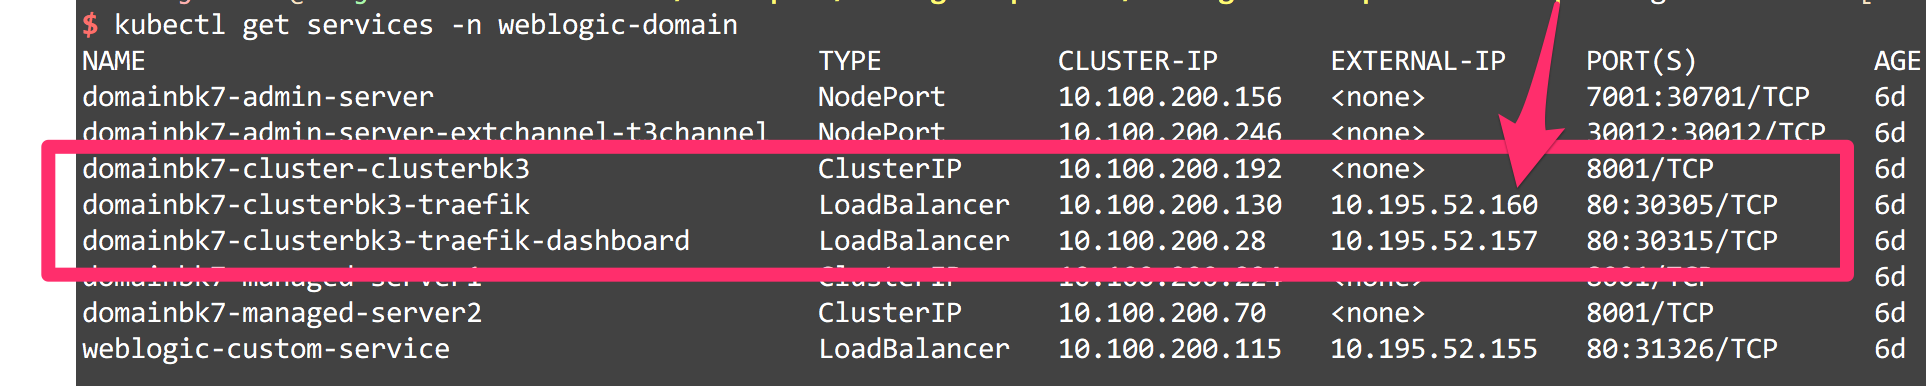 $ kubectl get services -n weblogic-domain
NAME TYPE CLUSTER-IP EXTERNAL-IP PORT(S) AGE
domainbk7-admin-server NodePort 10.100.200.156 <none> 7001:30701/TCP 6d
domainbk7-admin-server-extchannel-t3channel NodePort 10.100.200.246 <none> 30012:30012/TCP 6d
domainbk7-cluster-clusterbk3 ClusterIP 10.100.200.192 <none> 8001/TCP 6d
domainbk7-clusterbk3-traefik LoadBalancer 10.100.200.130 10.195.52.160 80:30305/TCP 6d
domainbk7-clusterbk3-traefik-dashboard LoadBalancer 10.100.200.28 10.195.52.157 80:30315/TCP 6d
domainbk7-managed-server1 ClusterIP 10.100.200.224 <none> 8001/TCP 6d
domainbk7-managed-server2 ClusterIP 10.100.200.70 <none> 8001/TCP 6d
weblogic-custom-service LoadBalancer 10.100.200.115 10.195.52.155 80:31326/TCP 6d